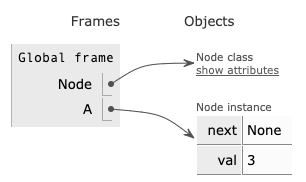 Frames Objects
Global frame
Node
A
Node class
show attributes
Node instance
next None
val 3